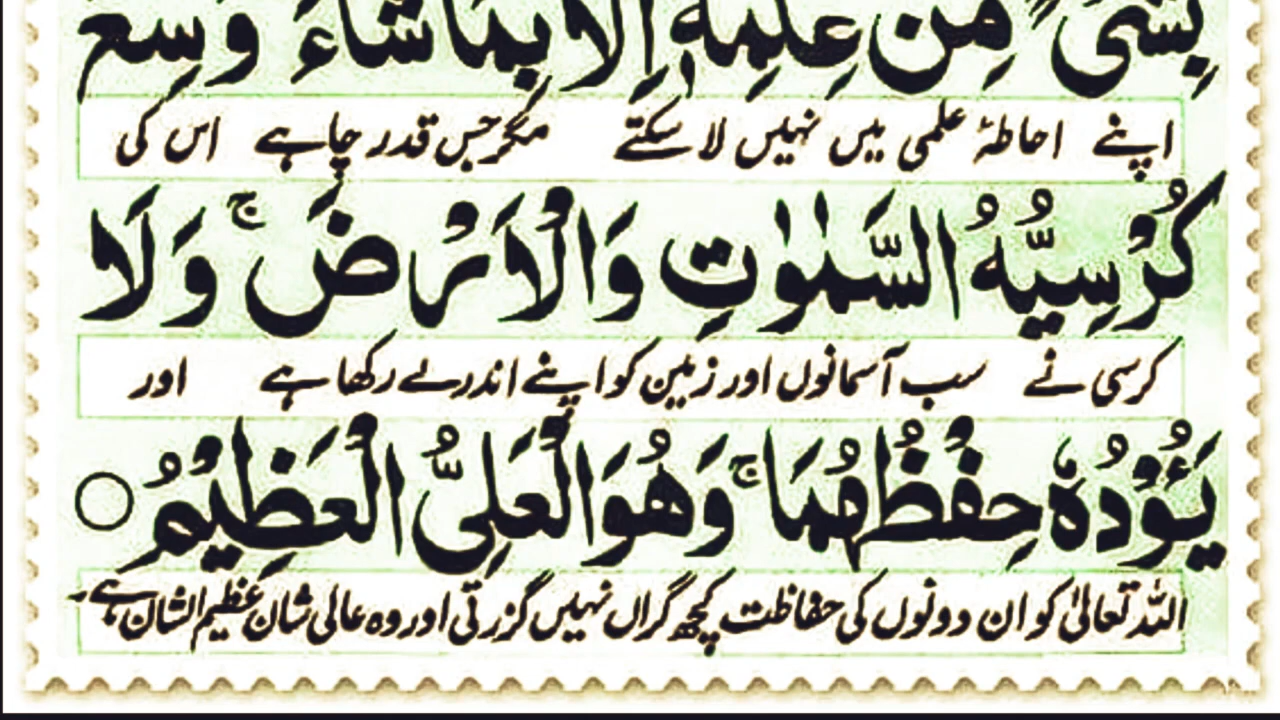 بِشَيْءٍ مِّنْ عِلْمِهٖٓ اِلَّا بِمَا شَآءَ وَسِعَ
اپنے احاطۂ علمی میں نہیں لا سکتے مگر جس قدر چاہے اس کی
كُرْسِيُّهُ السَّمٰوٰتِ وَالْاَرْضَ ۚ وَلَا
کرسی نے سب آسمانوں اور زمین کو اپنے اندر لے رکھا ہے اور
يَـُٔوْدُهٗ حِفْظُهُمَا ۚ وَهُوَ الْعَلِيُّ الْعَظِيْمُ ○
اللہ تعالیٰ کو ان دونوں کی حفاظت کچھ گراں نہیں گزرتی اور وہ عالی شان عظیم الشان ہے۔